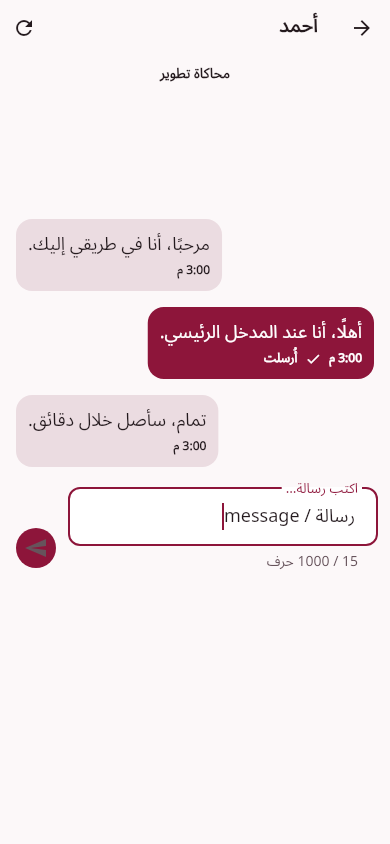 أحمد
محاكاة تطوير
مرحبًا، أنا في طريقي إليك.
3:00 م
أهلًا، أنا عند المدخل الرئيسي.
3:00 م أُرسلت
تمام، سأصل خلال دقائق.
3:00 م
اكتب رسالة...
رسالة / message
15 / 1000 حرف